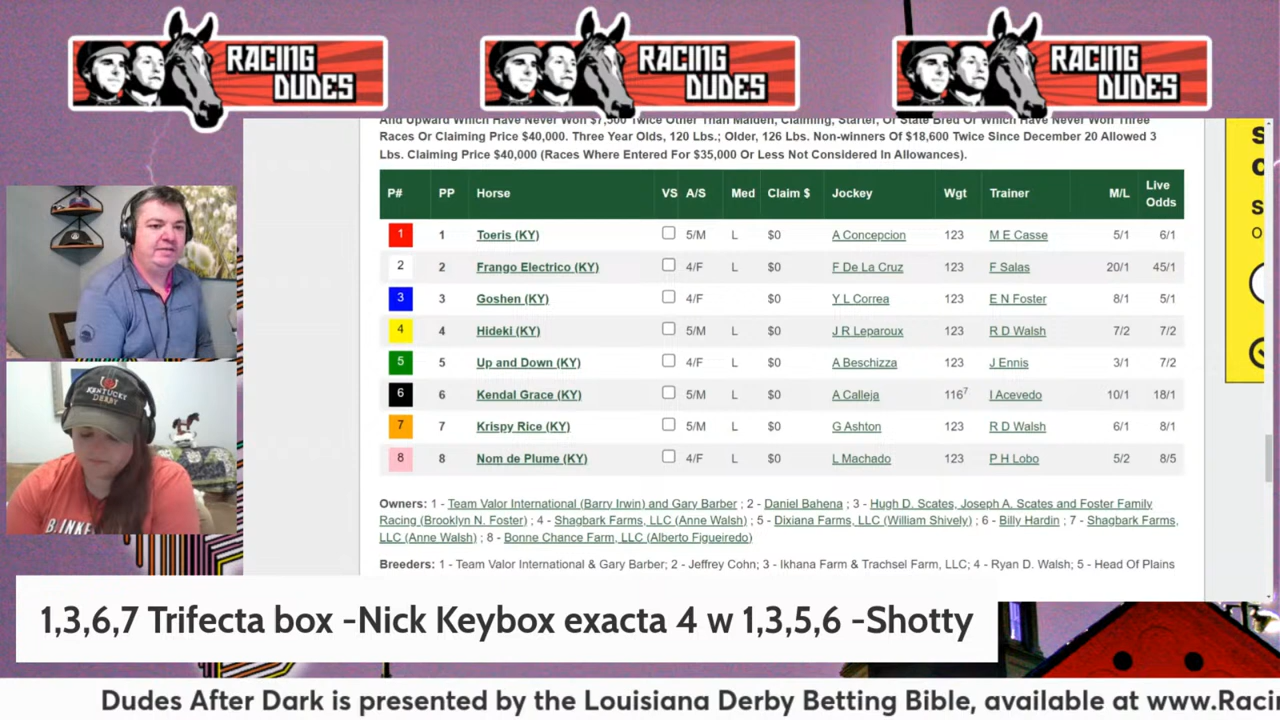 RACING
DUDES
RACING
DUDES
RACING
DUDES
And Upward Which Have Never Won $7,500 Twice Other Than Maiden, Claiming, Starter, Or State Bred Or Which Have Never Won Three
Races Or Claiming Price $40,000. Three Year Olds, 120 Lbs.; Older, 126 Lbs. Non-winners Of $18,600 Twice Since December 20 Allowed 3
Lbs. Claiming Price $40,000 (Races Where Entered For $35,000 Or Less Not Considered In Allowances).
P# PP Horse VS A/S Med Claim $ Jockey Wgt Trainer M/L Live Odds
1 1 Toeris (KY) 5/M L $0 A Concepcion 123 M E Casse 5/1 6/1
2 2 Frango Electrico (KY) 4/F L $0 F De La Cruz 123 F Salas 20/1 45/1
3 3 Goshen (KY) 4/F L $0 Y L Correa 123 E N Foster 8/1 5/1
4 4 Hideki (KY) 5/M L $0 J R Leparoux 123 R D Walsh 7/2 7/2
5 5 Up and Down (KY) 4/F L $0 A Beschizza 123 J Ennis 3/1 7/2
6 6 Kendal Grace (KY) 5/M L $0 A Calleja 116⁷ I Acevedo 10/1 18/1
7 7 Krispy Rice (KY) 5/M L $0 G Ashton 123 R D Walsh 6/1 8/1
8 8 Nom de Plume (KY) 4/F L $0 L Machado 123 P H Lobo 5/2 8/5
Owners: 1 - Team Valor International (Barry Irwin) and Gary Barber ; 2 - Daniel Bahena ; 3 - Hugh D. Scates, Joseph A. Scates and Foster Family
Racing (Brooklyn N. Foster) ; 4 - Shagbark Farms, LLC (Anne Walsh) ; 5 - Dixiana Farms, LLC (William Shively) ; 6 - Billy Hardin ; 7 - Shagbark Farms,
LLC (Anne Walsh) ; 8 - Bonne Chance Farm, LLC (Alberto Figueiredo)
Breeders: 1 - Team Valor International & Gary Barber; 2 - Jeffrey Cohn; 3 - Ikhana Farm & Trachsel Farm, LLC; 4 - Ryan D. Walsh; 5 - Head Of Plains
KENTUCKY
DERBY
BLINKE
1,3,6,7 Trifecta box -Nick Keybox exacta 4 w 1,3,5,6 -Shotty
Dudes After Dark is presented by the Louisiana Derby Betting Bible, available at www.Raci